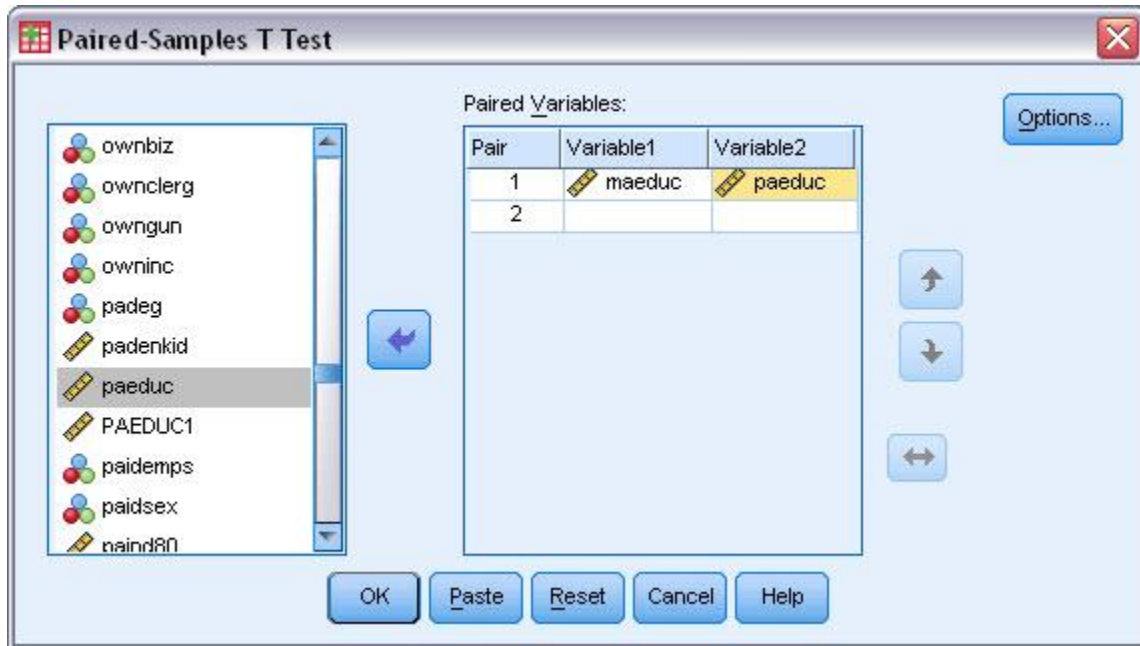 Paired-Samples T Test
Paired Variables:
Options...
ownbiz
ownclerg
owngun
owninc
padeg
padenkid
paeduc
PAEDUC1
paidemps
paidsex
paind80
Pair Variable1 Variable2
1 maeduc paeduc
2
OK Paste Reset Cancel Help